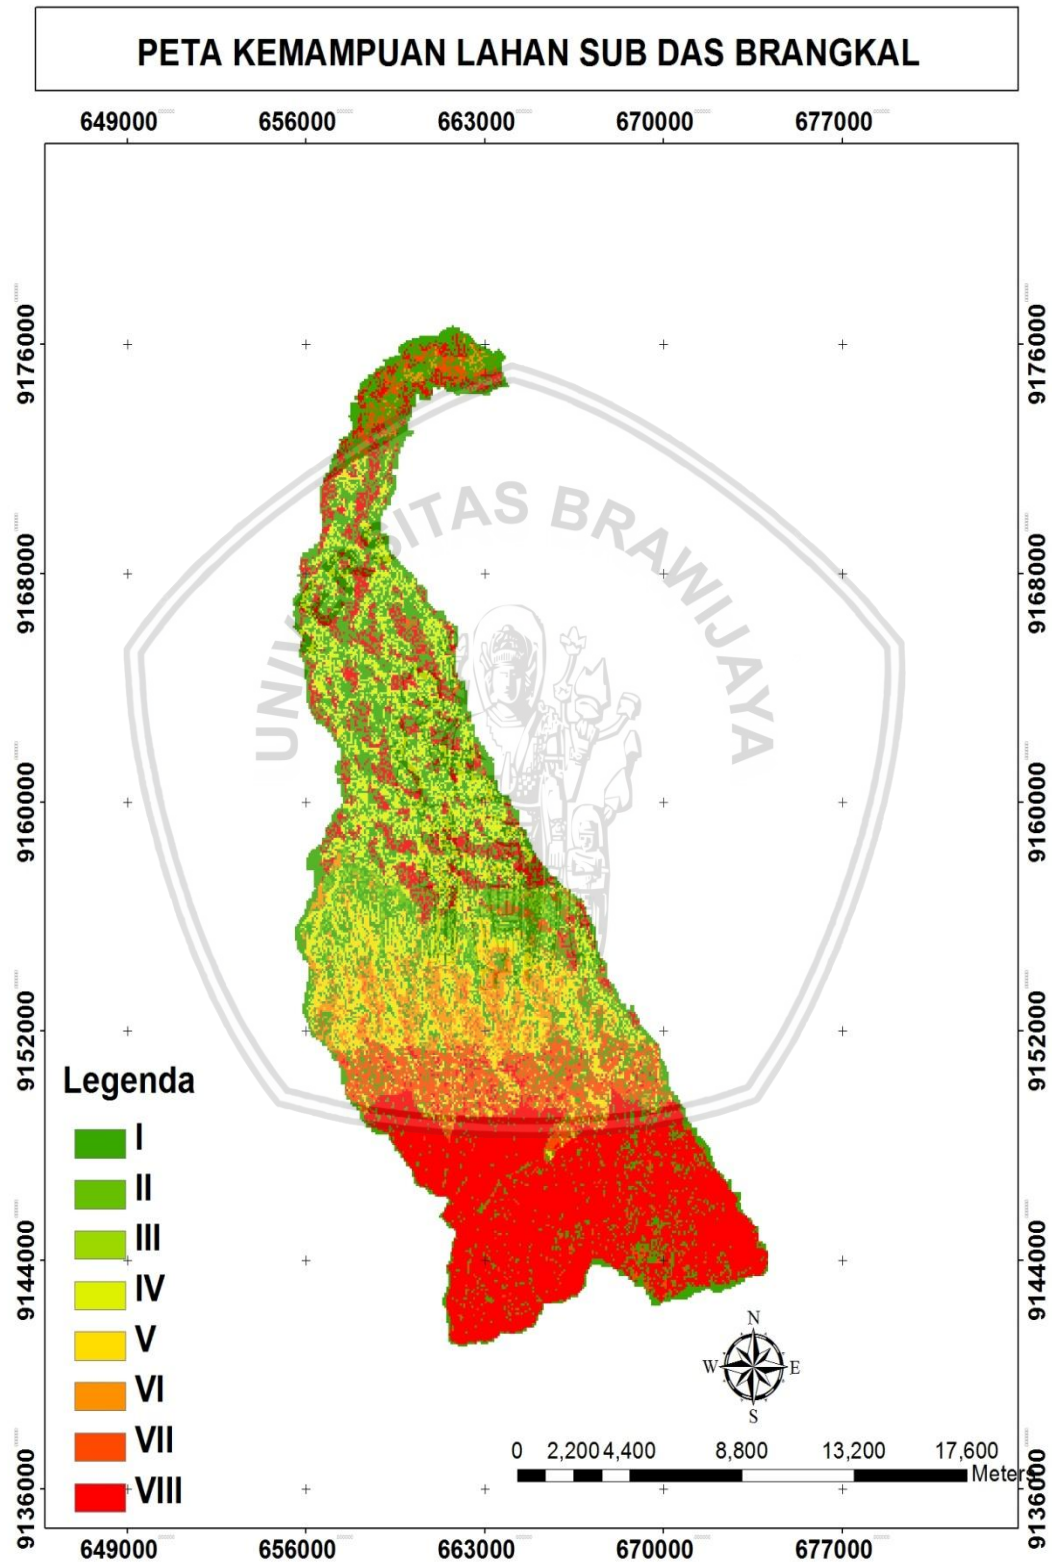 PETA KEMAMPUAN LAHAN SUB DAS BRANGKAL
649000 656000 663000 670000 677000
9176000 9176000
9168000 9168000
9160000 9160000
9152000 9152000
9144000 9144000
9136000 9136000
UNIVERSITAS BRAWIJAYA
Legenda
I
II
III
IV
V
VI
VII
VIII
N
W E
S
0 2,200 4,400 8,800 13,200 17,600
Meters
649000 656000 663000 670000 677000